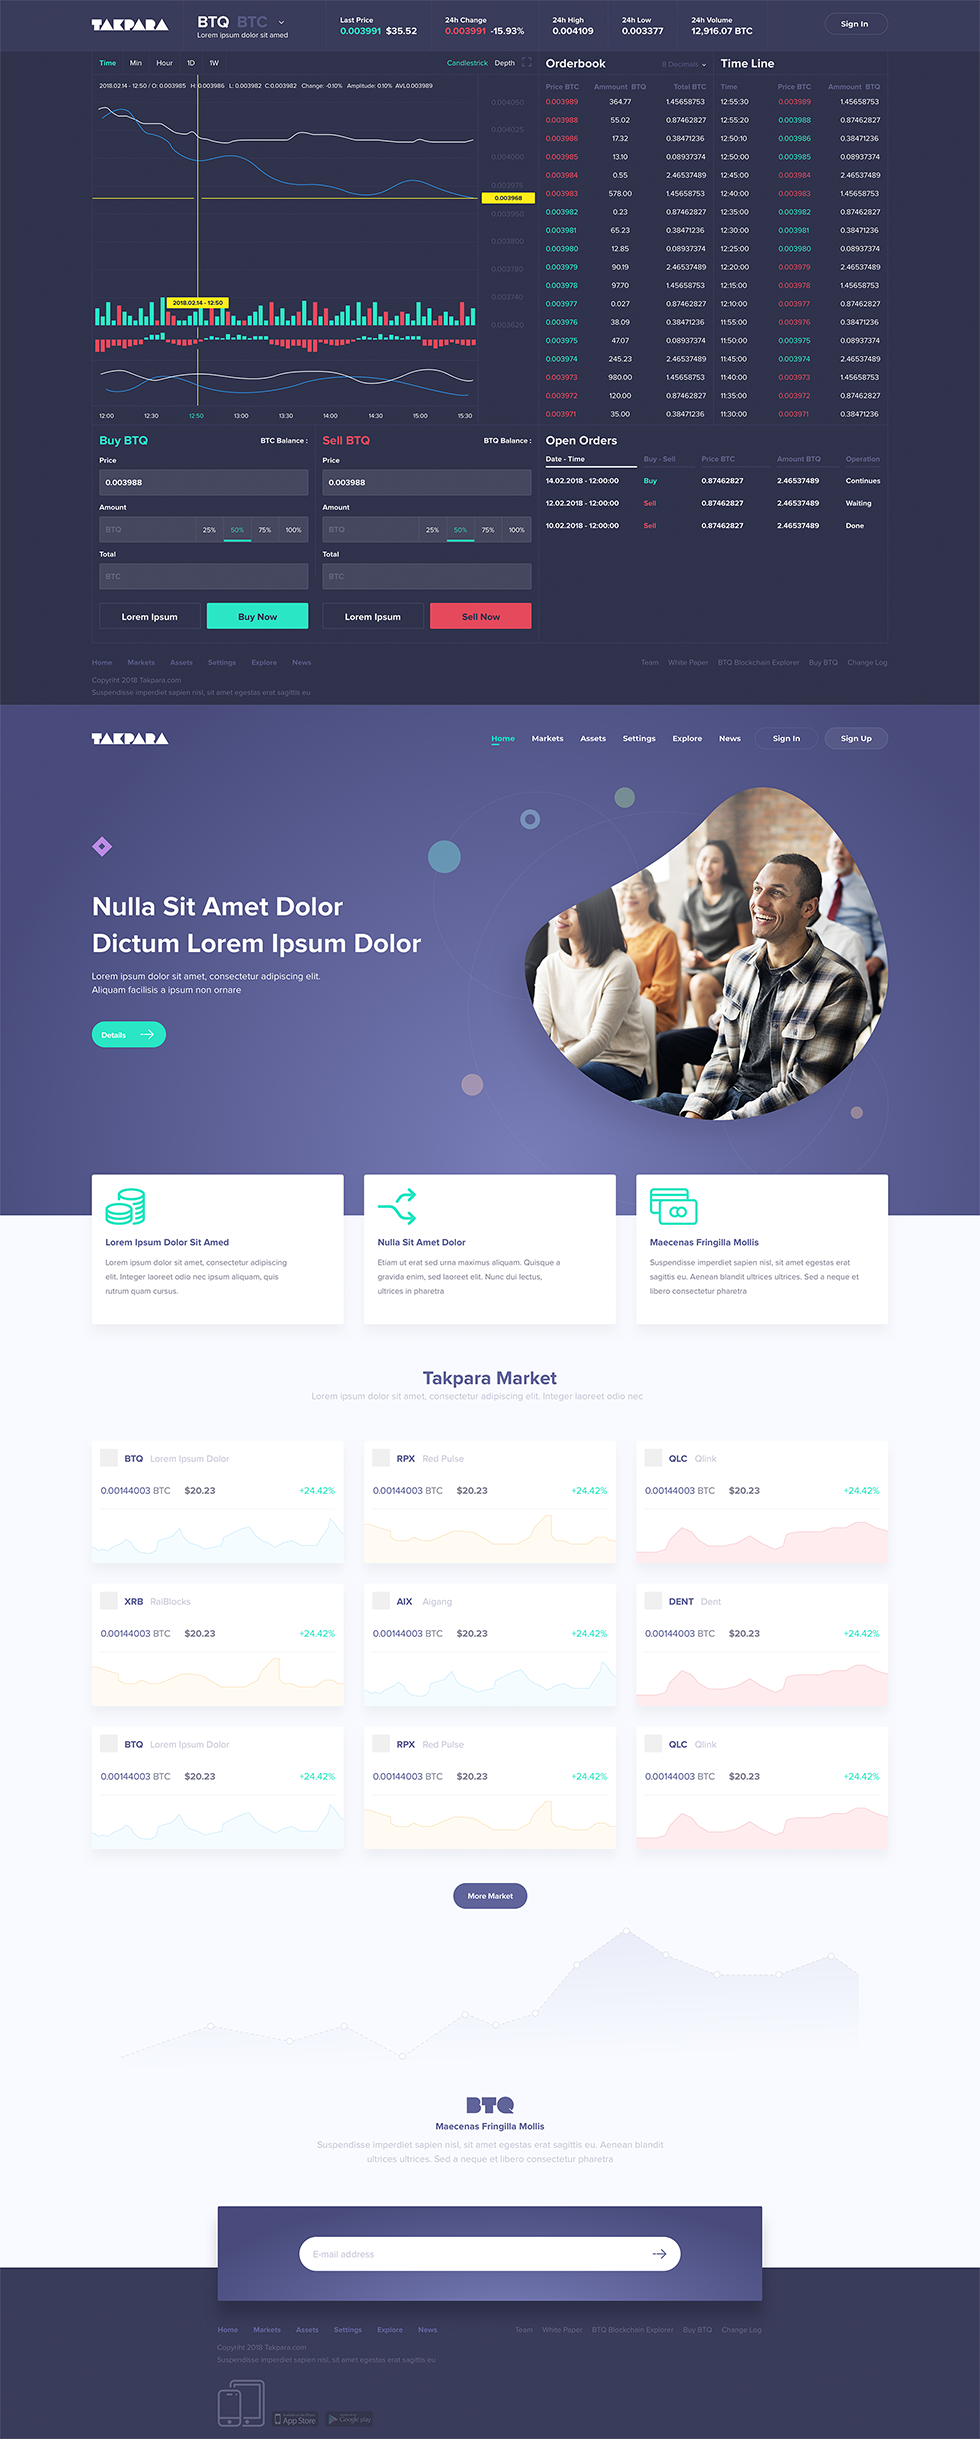 TAKPARA
BTQ BTC
Lorem ipsum dolor sit amed
Last Price
0.003991 $35.52
24h Change
0.003991 -15.93%
24h High
0.004109
24h Low
0.003377
24h Volume
12,916.07 BTC
Sign In
Time Min Hour 1D 1W
Candlestrick Depth
2018.02.14 - 12:50 / O: 0.003985 H: 0.003986 L: 0.003982 C:0.003982 Change: -0.10% Amplitude: 0.10% AVL0.003989
0.004050
0.004025
0.004000
0.003975
0.003968
0.003950
0.003800
0.003780
0.003740
0.003620
2018.02.14 - 12:50
12:00 12:30 12:50 13:00 13:30 14:00 14:30 15:00 15:30
Orderbook
8 Decimals
Price BTC Ammount BTQ Total BTC
0.003989 364.77 1.45658753
0.003988 55.02 0.87462827
0.003986 17.32 0.38471236
0.003985 13.10 0.08937374
0.003984 0.55 2.46537489
0.003983 578.00 1.45658753
0.003982 0.23 0.87462827
0.003981 65.23 0.38471236
0.003980 12.85 0.08937374
0.003979 90.19 2.46537489
0.003978 97.70 1.45658753
0.003977 0.027 0.87462827
0.003976 38.09 0.38471236
0.003975 47.07 0.08937374
0.003974 245.23 2.46537489
0.003973 980.00 1.45658753
0.003972 120.00 0.87462827
0.003971 35.00 0.38471236
Time Line
Time Price BTC Ammount BTQ
12:55:30 0.003989 1.45658753
12:55:20 0.003988 0.87462827
12:50:10 0.003986 0.38471236
12:50:00 0.003985 0.08937374
12:45:00 0.003984 2.46537489
12:40:00 0.003983 1.45658753
12:35:00 0.003982 0.87462827
12:30:00 0.003981 0.38471236
12:25:00 0.003980 0.08937374
12:20:00 0.003979 2.46537489
12:15:00 0.003978 1.45658753
12:10:00 0.003977 0.87462827
11:55:00 0.003976 0.38471236
11:50:00 0.003975 0.08937374
11:45:00 0.003974 2.46537489
11:40:00 0.003973 1.45658753
11:35:00 0.003972 0.87462827
11:30:00 0.003971 0.38471236
Buy BTQ BTC Balance :
Price
0.003988
Amount
BTQ 25% 50% 75% 100%
Total
BTC
Lorem Ipsum Buy Now
Sell BTQ BTQ Balance :
Price
0.003988
Amount
BTQ 25% 50% 75% 100%
Total
BTC
Lorem Ipsum Sell Now
Open Orders
Date - Time Buy - Sell Price BTC Amount BTQ Operation
14.02.2018 - 12:00:00 Buy 0.87462827 2.46537489 Continues
12.02.2018 - 12:00:00 Sell 0.87462827 2.46537489 Waiting
10.02.2018 - 12:00:00 Sell 0.87462827 2.46537489 Done
Home Markets Assets Settings Explore News
Team White Paper BTQ Blockchain Explorer Buy BTQ Change Log
Copyriht 2018 Takpara.com
Suspendisse imperdiet sapien nisl, sit amet egestas erat sagittis eu
TAKPARA
Home Markets Assets Settings Explore News Sign In Sign Up
Nulla Sit Amet Dolor
Dictum Lorem Ipsum Dolor
Lorem ipsum dolor sit amet, consectetur adipiscing elit.
Aliquam facilisis a ipsum non ornare
Details
Lorem Ipsum Dolor Sit Amed
Lorem ipsum dolor sit amet, consectetur adipiscing
elit. Integer laoreet odio nec ipsum aliquam, quis
rutrum quam cursus.
Nulla Sit Amet Dolor
Etiam ut erat sed urna maximus aliquam. Quisque a
gravida enim, sed laoreet elit. Nunc dui lectus,
ultrices in pharetra
Maecenas Fringilla Mollis
Suspendisse imperdiet sapien nisl, sit amet egestas erat
sagittis eu. Aenean blandit ultrices ultrices. Sed a neque et
libero consectetur pharetra
Takpara Market
Lorem ipsum dolor sit amet, consectetur adipiscing elit. Integer laoreet odio nec
BTQ Lorem Ipsum Dolor
0.00144003 BTC $20.23 +24.42%
RPX Red Pulse
0.00144003 BTC $20.23 +24.42%
QLC Qlink
0.00144003 BTC $20.23 +24.42%
XRB RaiBlocks
0.00144003 BTC $20.23 +24.42%
AIX Aigang
0.00144003 BTC $20.23 +24.42%
DENT Dent
0.00144003 BTC $20.23 +24.42%
BTQ Lorem Ipsum Dolor
0.00144003 BTC $20.23 +24.42%
RPX Red Pulse
0.00144003 BTC $20.23 +24.42%
QLC Qlink
0.00144003 BTC $20.23 +24.42%
More Market
BTQ
Maecenas Fringilla Mollis
Suspendisse imperdiet sapien nisl, sit amet egestas erat sagittis eu. Aenean blandit
ultrices ultrices. Sed a neque et libero consectetur pharetra
E-mail address
Home Markets Assets Settings Explore News
Team White Paper BTQ Blockchain Explorer Buy BTQ Change Log
Copyriht 2018 Takpara.com
Suspendisse imperdiet sapien nisl, sit amet egestas erat sagittis eu
App Store
Google play